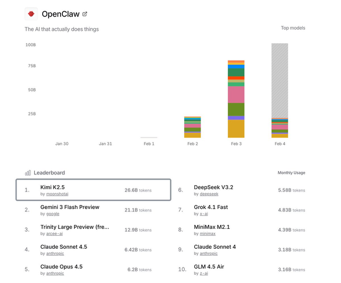 OpenClaw
The AI that actually does things
Top models
100B
75B
50B
25B
Jan 30
Jan 31
Feb 1
Feb 2
Feb 3
Feb 4
Leaderboard
Monthly Usage
1.
Kimi K2.5
by moonshotai
tokens
2.
Gemini 3 Flash Preview
by google
21.1B tokens
3.
Trinity Large Preview (fre...
by arcee-ai
12.9B tokens
4.
Claude Sonnet 4.5
by anthropic
8.42B tokens
5.
Claude Opus 4.5
by anthropic
6.3B tokens
6.
DeepSeek V3.2
by deepseek
5.58B tokens
7.
Grok 4.1 Fast
by x-ai
4.83B tokens
8.
MiniMax M2.1
by minimax
4.38B tokens
9.
Claude Sonnet 4
by anthropic
3.18B tokens
10.
GLM 4.5 Air
by z-ai
3.16B tokens